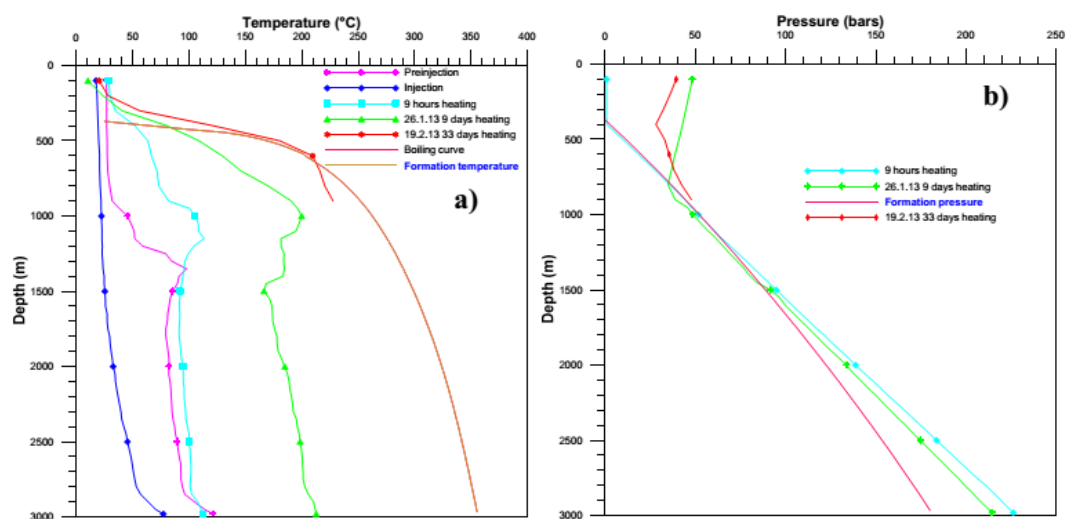 Temperature (°C)
0 50 100 150 200 250 300 350 400
0
500
1000
1500
2000
2500
3000
Depth (m)
Preinjection
Injection
9 hours heating
26.1.13 9 days heating
19.2.13 33 days heating
Boiling curve
Formation temperature
a)
Pressure (bars)
0 50 100 150 200 250
0
500
1000
1500
2000
2500
3000
Depth (m)
b)
9 hours heating
26.1.13 9 days heating
Formation pressure
19.2.13 33 days heating